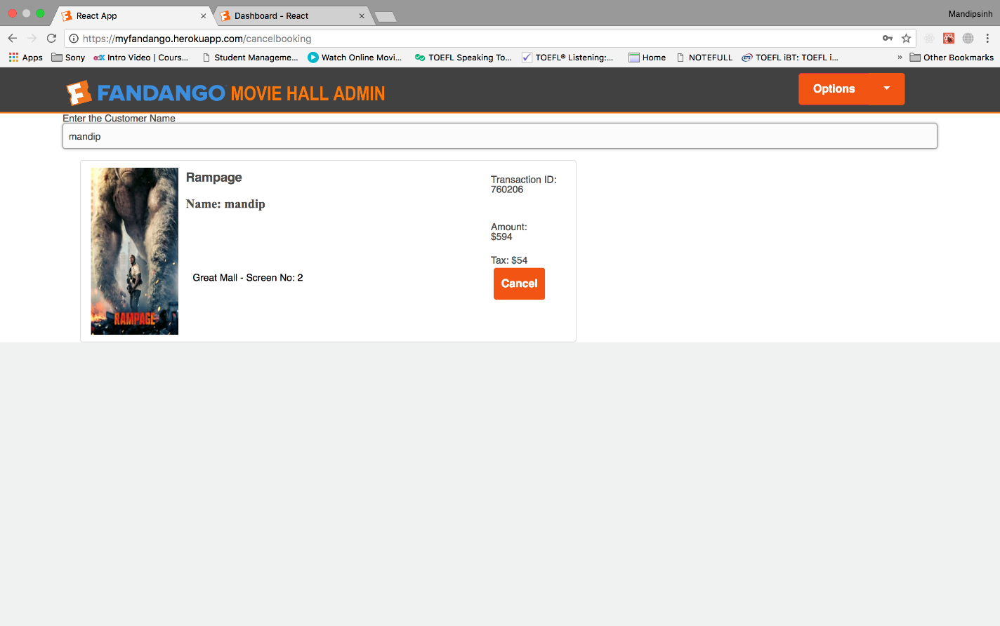 React App
Dashboard - React
Mandipsinh
https://myfandango.herokuapp.com/cancelbooking
Apps
Sony
edX Intro Video | Cours...
Student Manageme...
Watch Online Movi...
TOEFL Speaking To...
TOEFL® Listening:...
Home
NOTEFULL
ETS TOEFL iBT: TOEFL i...
» Other Bookmarks
FANDANGO MOVIE HALL ADMIN
Options
Enter the Customer Name
mandip
Rampage
Name: mandip
Great Mall - Screen No: 2
RAMPAGE
Transaction ID:
760206
Amount:
$594
Tax: $54
Cancel